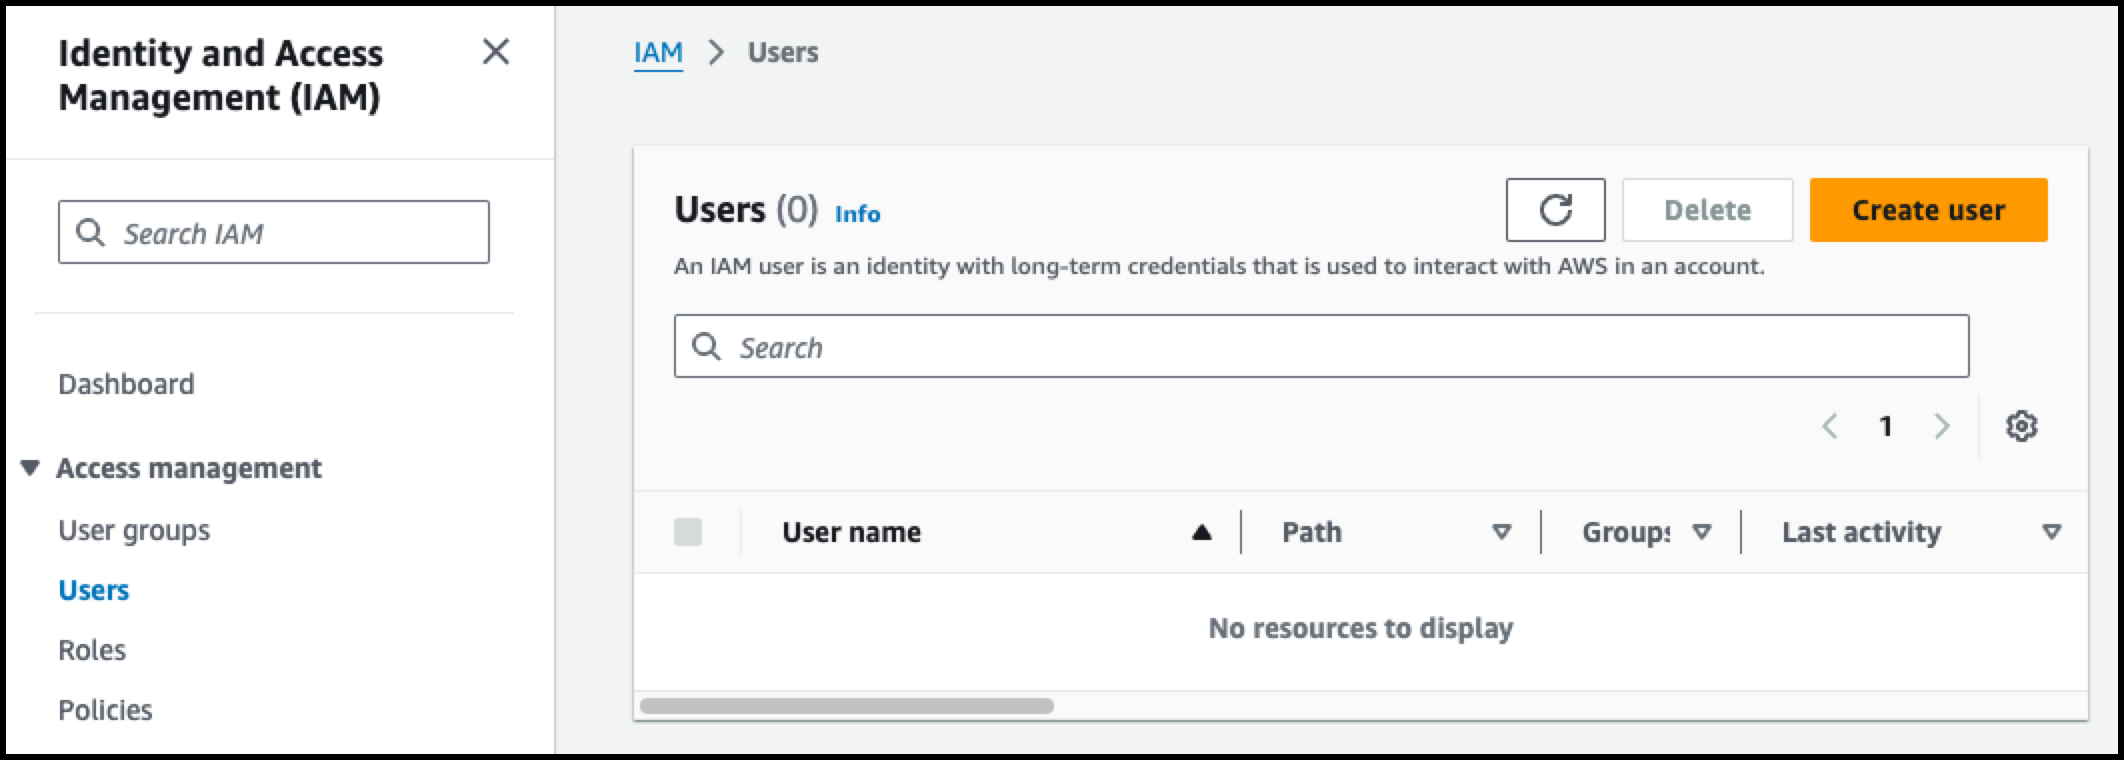 Identity and Access
Management (IAM)
Search IAM
Dashboard
Access management
User groups
Users
Roles
Policies
IAM > Users
Users (0) Info
Delete
Create user
An IAM user is an identity with long-term credentials that is used to interact with AWS in an account.
Search
1
User name Path Groups Last activity
No resources to display